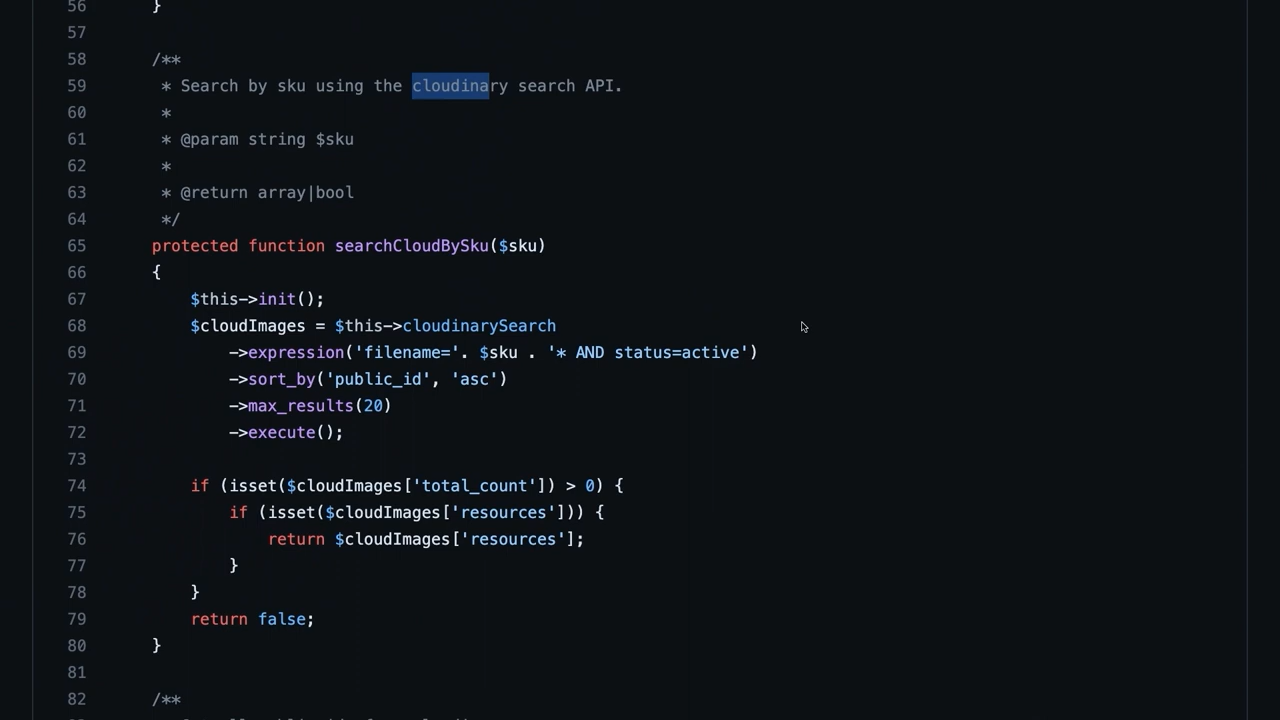 56 }
57
58 /**
59 * Search by sku using the cloudinary search API.
60 *
61 * @param string $sku
62 *
63 * @return array|bool
64 */
65 protected function searchCloudBySku($sku)
66 {
67 $this->init();
68 $cloudImages = $this->cloudinarySearch
69 ->expression('filename='. $sku . '* AND status=active')
70 ->sort_by('public_id', 'asc')
71 ->max_results(20)
72 ->execute();
73
74 if (isset($cloudImages['total_count']) > 0) {
75 if (isset($cloudImages['resources'])) {
76 return $cloudImages['resources'];
77 }
78 }
79 return false;
80 }
81
82 /**